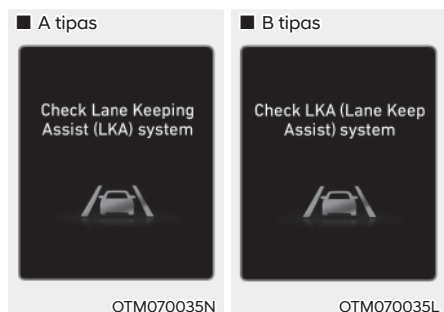 ■ A tipas
Check Lane Keeping
Assist (LKA) system
OTM070035N
■ B tipas
Check LKA (Lane Keep
Assist) system
OTM070035L